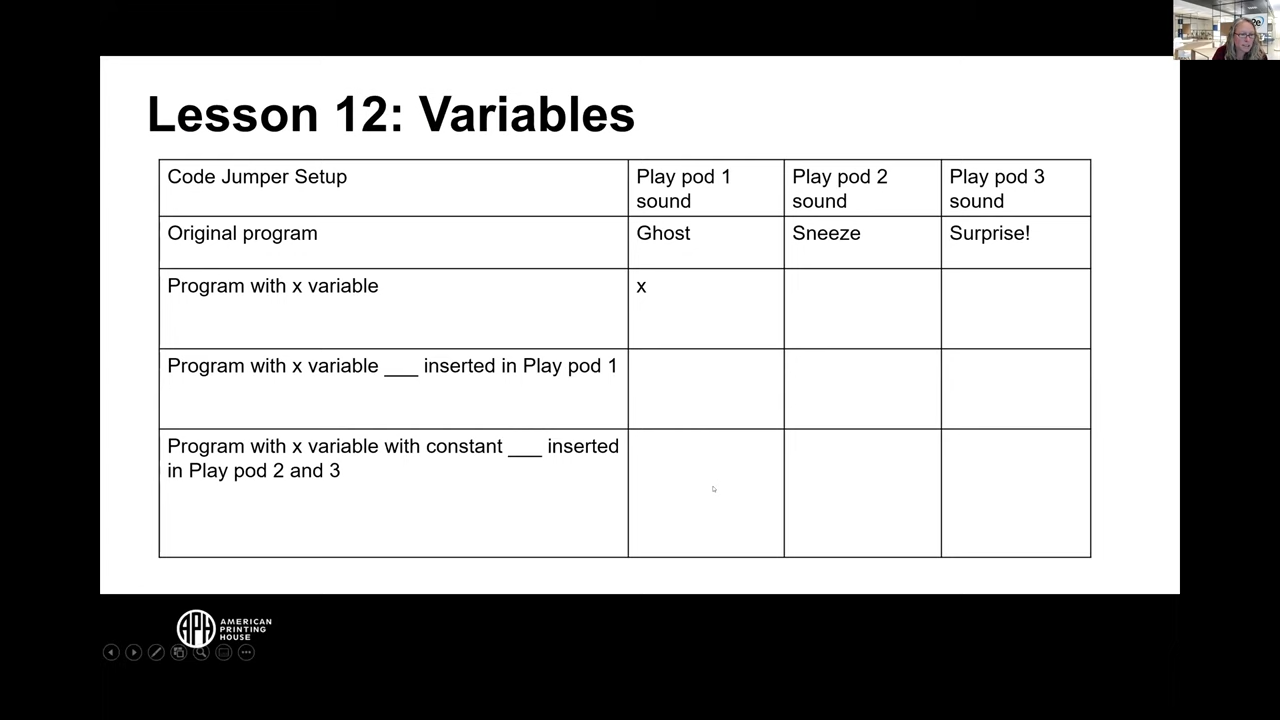 Lesson 12: Variables
Code Jumper Setup
Play pod 1
sound
Play pod 2
sound
Play pod 3
sound
Original program
Ghost
Sneeze
Surprise!
Program with x variable
x
Program with x variable ___ inserted in Play pod 1
Program with x variable with constant ___ inserted
in Play pod 2 and 3
APH
AMERICAN
PRINTING
HOUSE